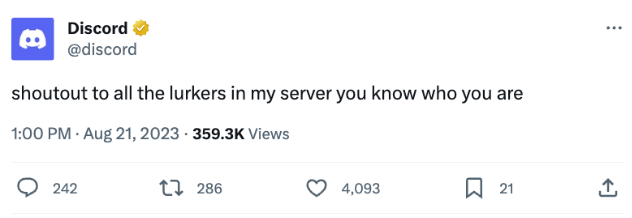 Discord
@discord
shoutout to all the lurkers in my server you know who you are
1:00 PM · Aug 21, 2023 · 359.3K Views
242 286 4,093 21